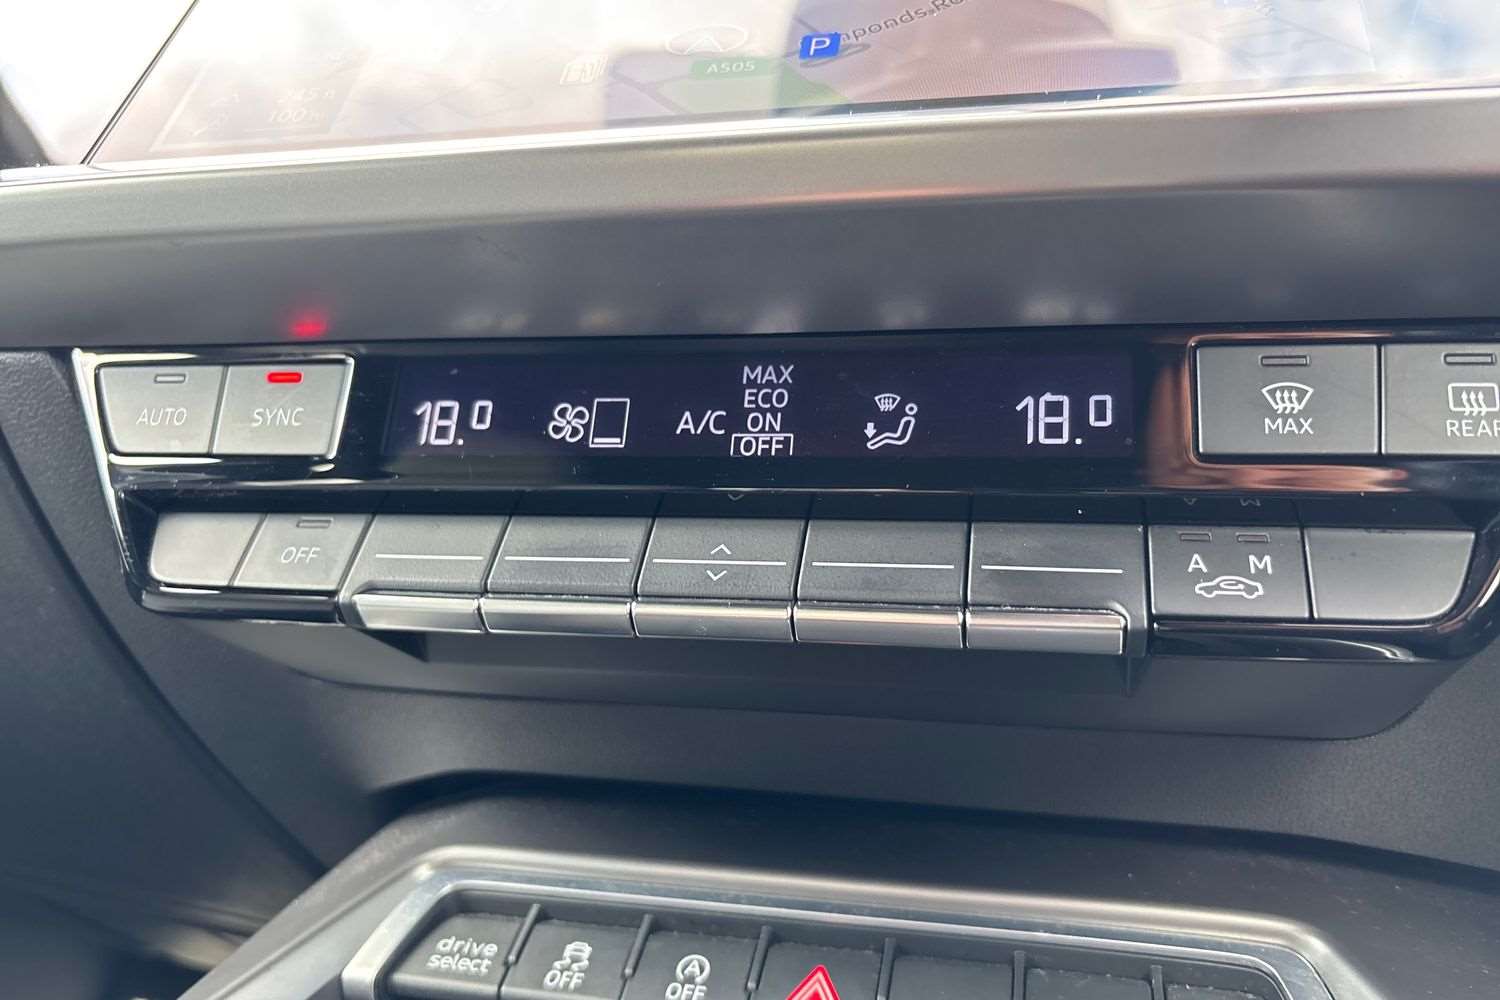 P
A505
AUTO
SYNC
18.0
A/C
MAX
ECO
ON
OFF
18.0
MAX
REAR
OFF
A M
drive
select
OFF
A
OFF